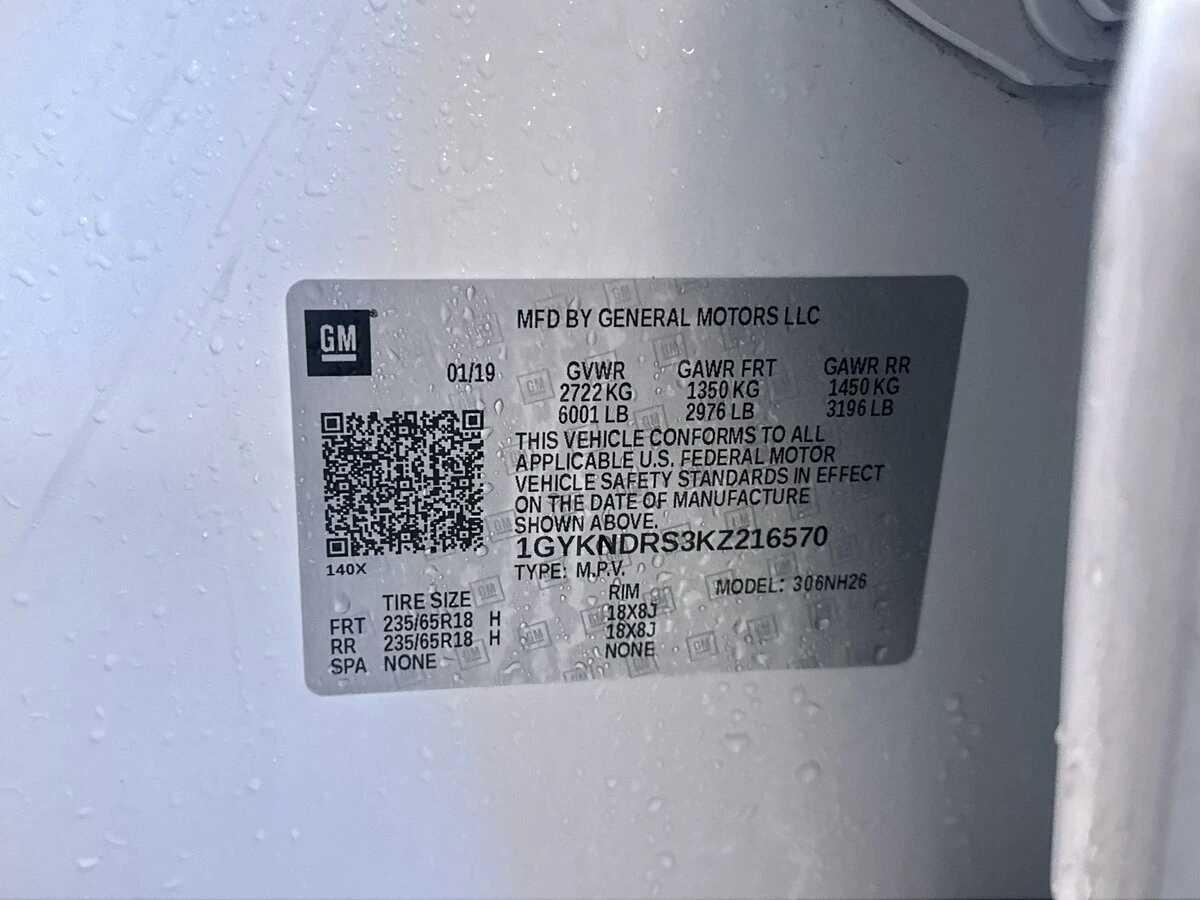 GM
MFD BY GENERAL MOTORS LLC
01/19 GVWR GAWR FRT GAWR RR
2722 KG 1350 KG 1450 KG
6001 LB 2976 LB 3196 LB
THIS VEHICLE CONFORMS TO ALL
APPLICABLE U.S. FEDERAL MOTOR
VEHICLE SAFETY STANDARDS IN EFFECT
ON THE DATE OF MANUFACTURE
SHOWN ABOVE.
1GYKNDRS3KZ216570
140X
TYPE: M.P.V.
MODEL: 306NH26
TIRE SIZE RIM
FRT 235/65R18 H 18X8J
RR 235/65R18 H 18X8J
SPA NONE NONE